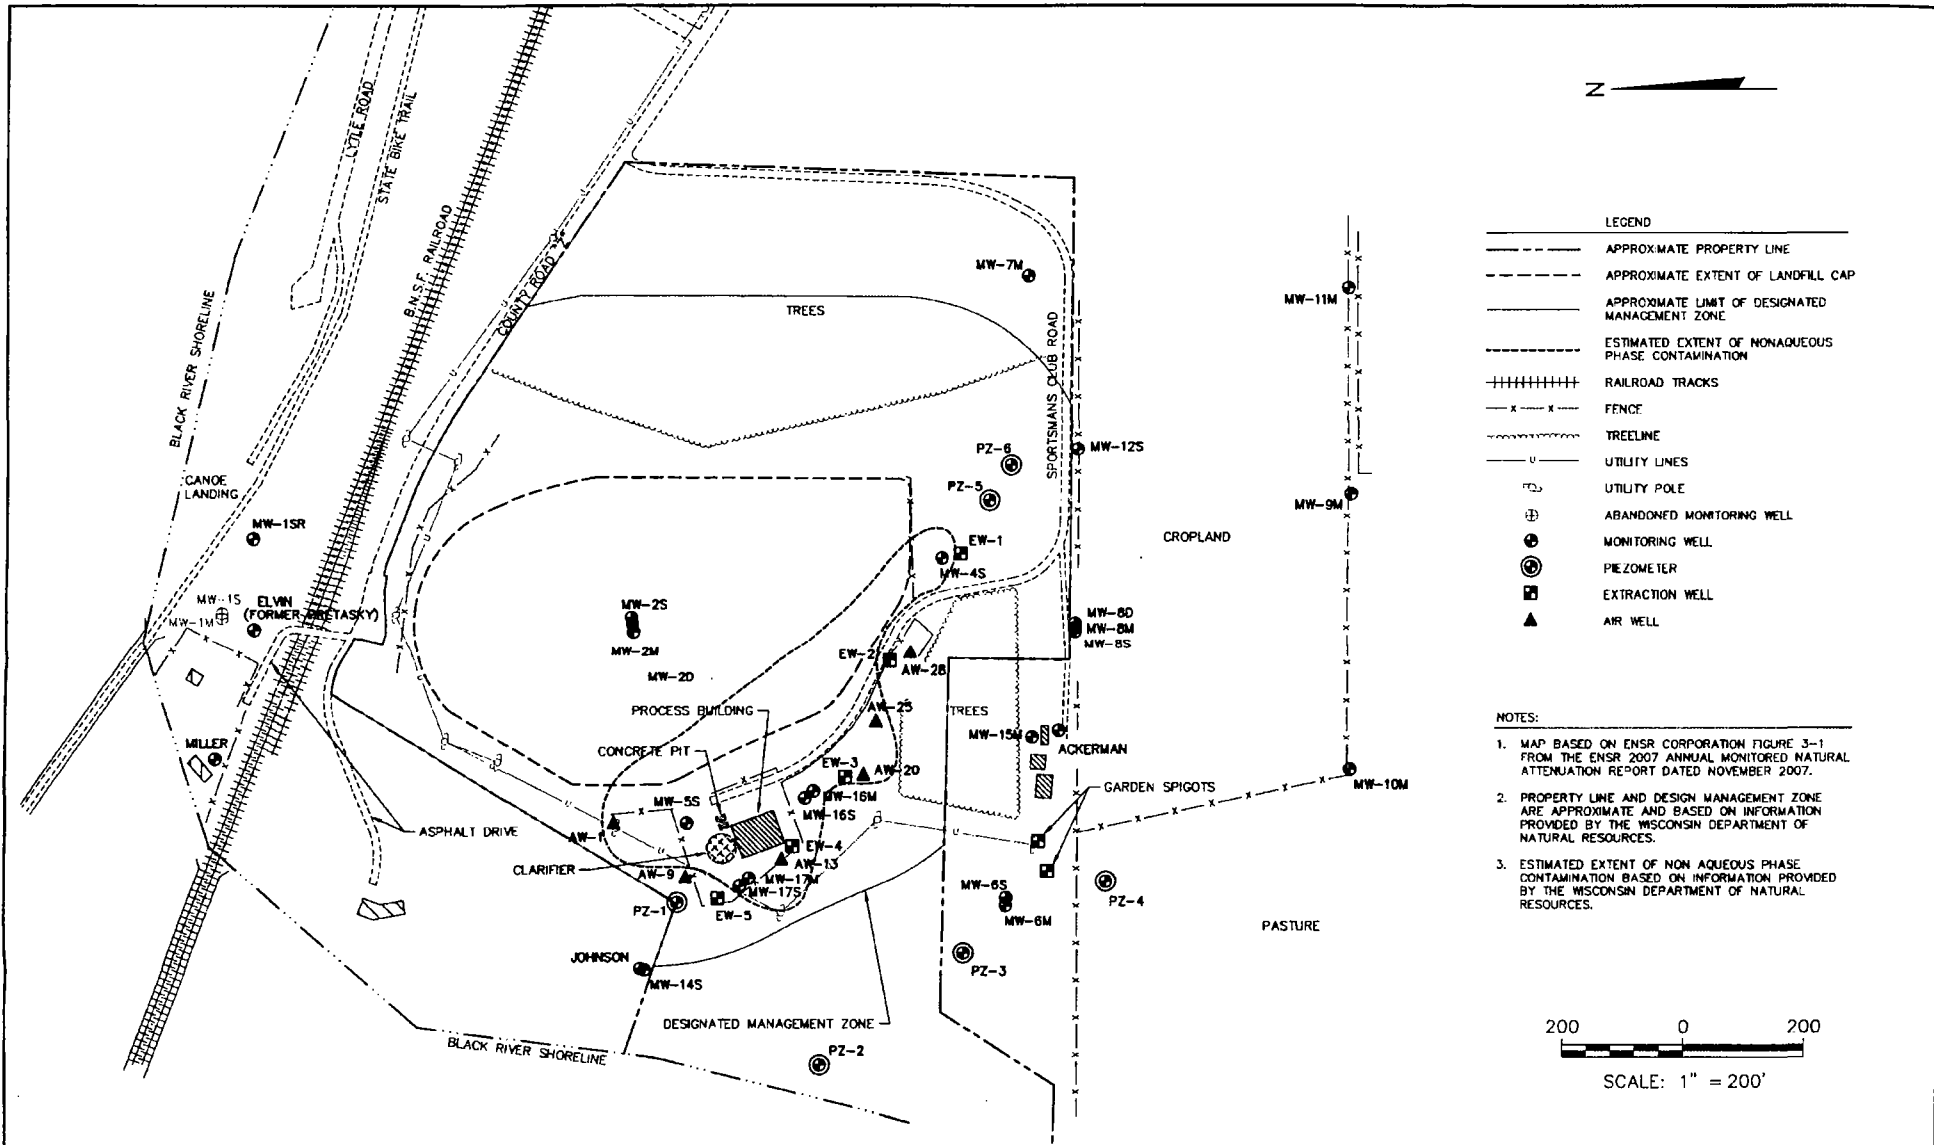 N
LYTLE ROAD
STATE BIKE TRAIL
B.N.S.F. RAILROAD
COUNTY ROAD
BLACK RIVER SHORELINE
CANOE
LANDING
MW-1SR
MW-1S
MW-1M
ELVIN
(FORMER PRETASKY)
MILLER
ASPHALT DRIVE
TREES
MW-7M
SPORTSMANS CLUB ROAD
MW-11M
MW-12S
PZ-6
PZ-5
MW-9M
CROPLAND
EW-1
MW-4S
MW-2S
MW-2M
MW-2D
MW-8D
MW-8M
MW-8S
EW-2
AW-28
AW-25
TREES
PROCESS BUILDING
CONCRETE PIT
MW-15M
ACKERMAN
EW-3
AW-20
MW-16M
MW-16S
MW-5S
AW-1
CLARIFIER
EW-4
AW-13
AW-9
MW-17M
MW-17S
PZ-1
EW-5
GARDEN SPIGOTS
MW-10M
MW-6S
MW-6M
PZ-4
PZ-3
PASTURE
JOHNSON
MW-14S
DESIGNATED MANAGEMENT ZONE
BLACK RIVER SHORELINE
PZ-2
LEGEND
APPROXIMATE PROPERTY LINE
APPROXIMATE EXTENT OF LANDFILL CAP
APPROXIMATE LIMIT OF DESIGNATED
MANAGEMENT ZONE
ESTIMATED EXTENT OF NONAQUEOUS
PHASE CONTAMINATION
RAILROAD TRACKS
FENCE
TREELINE
UTILITY LINES
UTILITY POLE
ABANDONED MONITORING WELL
MONITORING WELL
PIEZOMETER
EXTRACTION WELL
AIR WELL
NOTES:
1. MAP BASED ON ENSR CORPORATION FIGURE 3-1
FROM THE ENSR 2007 ANNUAL MONITORED NATURAL
ATTENUATION REPORT DATED NOVEMBER 2007.
2. PROPERTY LINE AND DESIGN MANAGEMENT ZONE
ARE APPROXIMATE AND BASED ON INFORMATION
PROVIDED BY THE WISCONSIN DEPARTMENT OF
NATURAL RESOURCES.
3. ESTIMATED EXTENT OF NON AQUEOUS PHASE
CONTAMINATION BASED ON INFORMATION PROVIDED
BY THE WISCONSIN DEPARTMENT OF NATURAL
RESOURCES.
200 0 200
SCALE: 1" = 200'